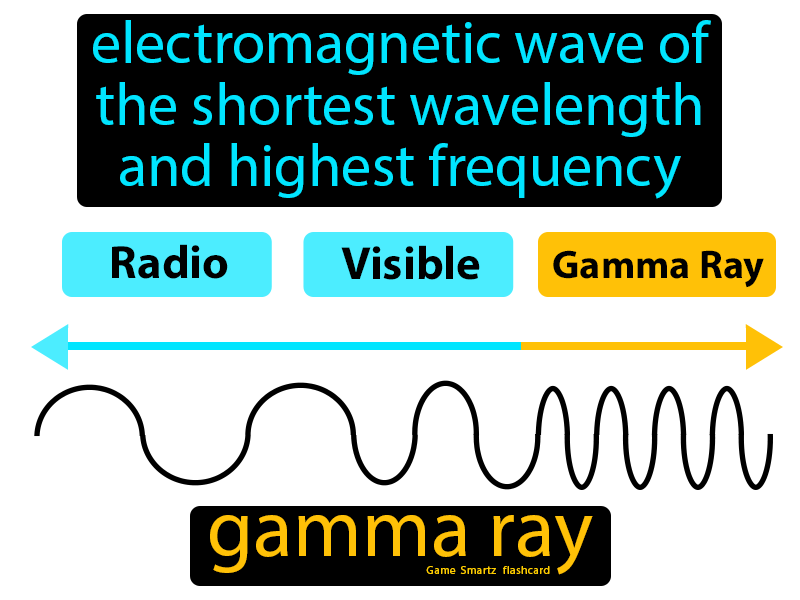 electromagnetic wave of
the shortest wavelength
and highest frequency
Radio Visible Gamma Ray
gamma ray
Game Smartz flashcard